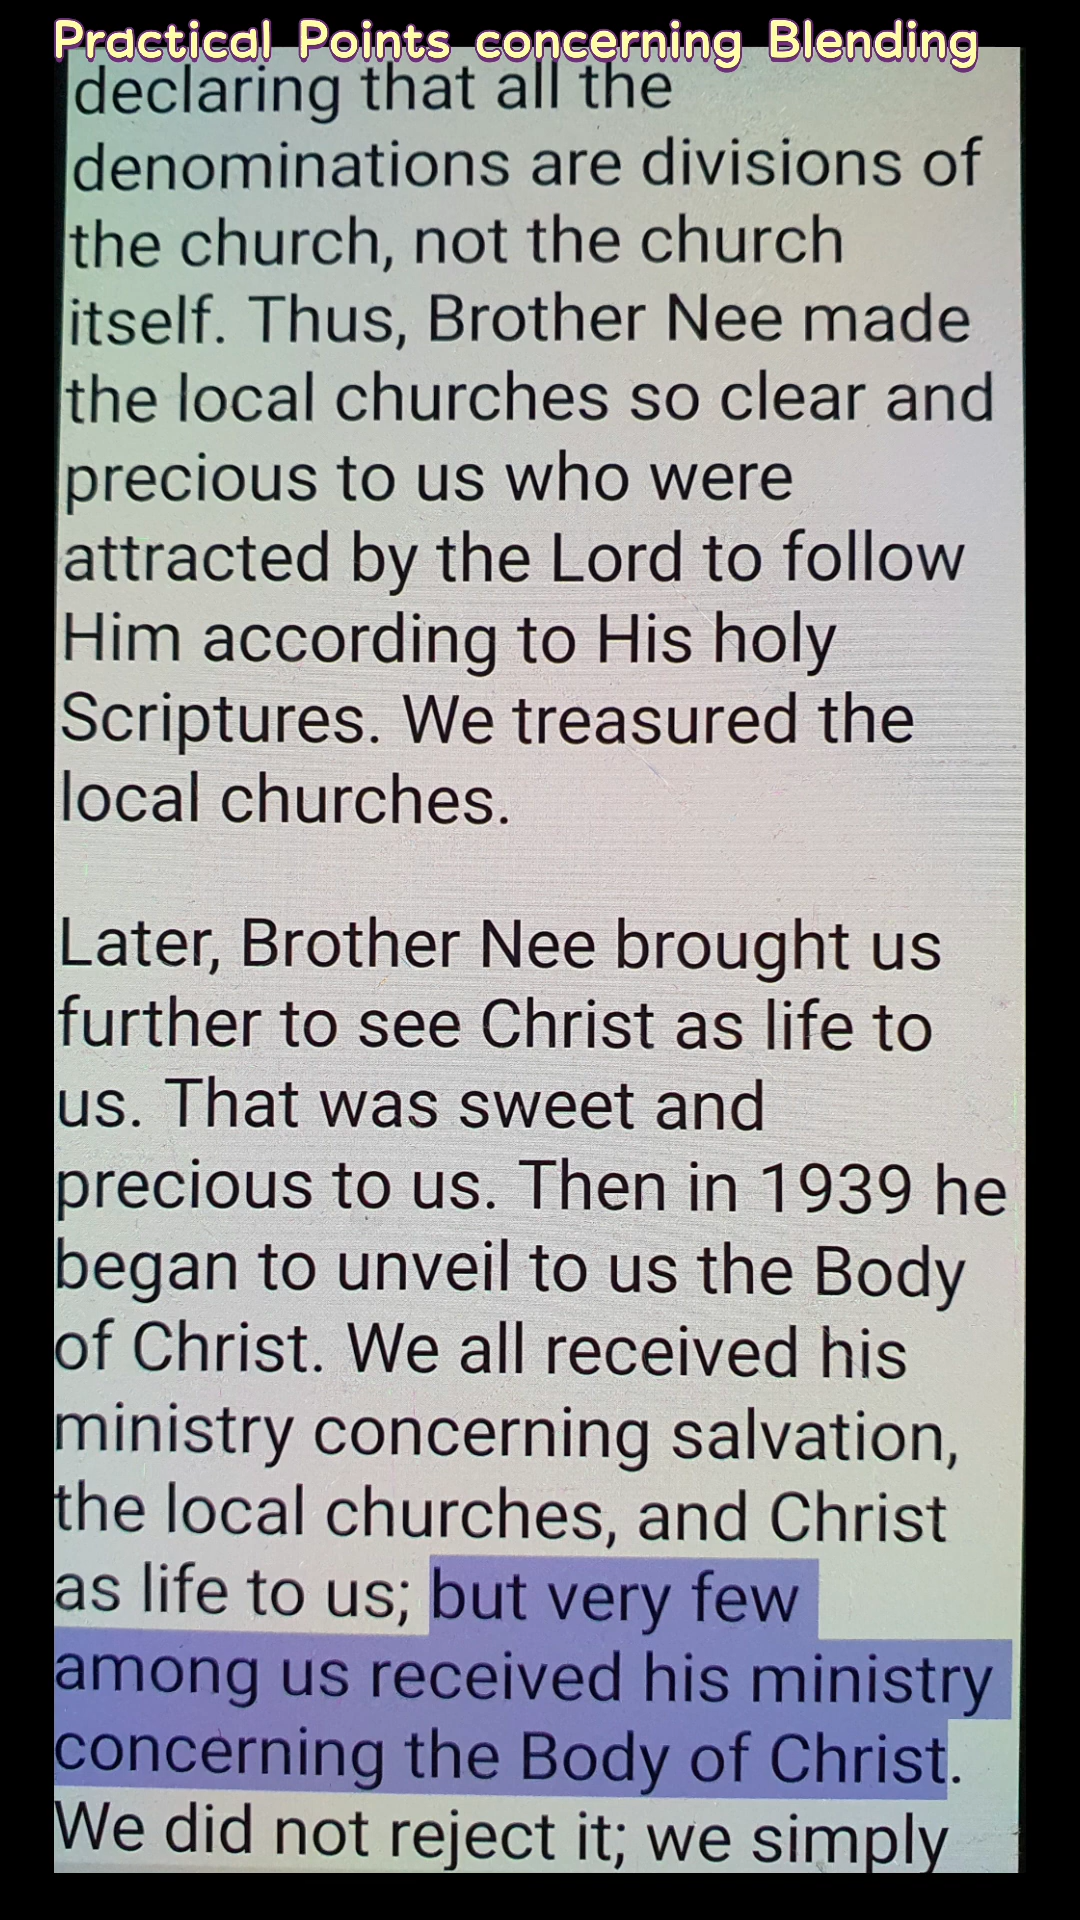 Practical Points concerning Blending
declaring that all the
denominations are divisions of
the church, not the church
itself. Thus, Brother Nee made
the local churches so clear and
precious to us who were
attracted by the Lord to follow
Him according to His holy
Scriptures. We treasured the
local churches.
Later, Brother Nee brought us
further to see Christ as life to
us. That was sweet and
precious to us. Then in 1939 he
began to unveil to us the Body
of Christ. We all received his
ministry concerning salvation,
the local churches, and Christ
as life to us; but very few
among us received his ministry
concerning the Body of Christ.
We did not reject it; we simply